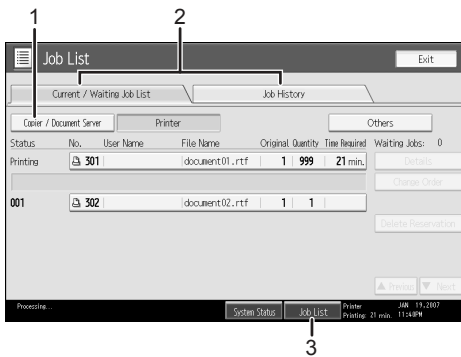 1
2
Job List
Exit
Current / Waiting Job List
Job History
Copier / Document Server
Printer
Others
Status No. User Name File Name Original Quantity Time Required Waiting Jobs: 0
Printing 301 document01.rtf 1 999 21 min. Details
Change Order
001 302 document02.rtf 1 1
Delete Reservation
▲ Previous ▼ Next
Processing... System Status Job List Printer JAN 19,2007
Printing: 21 min. 11:40PM
3